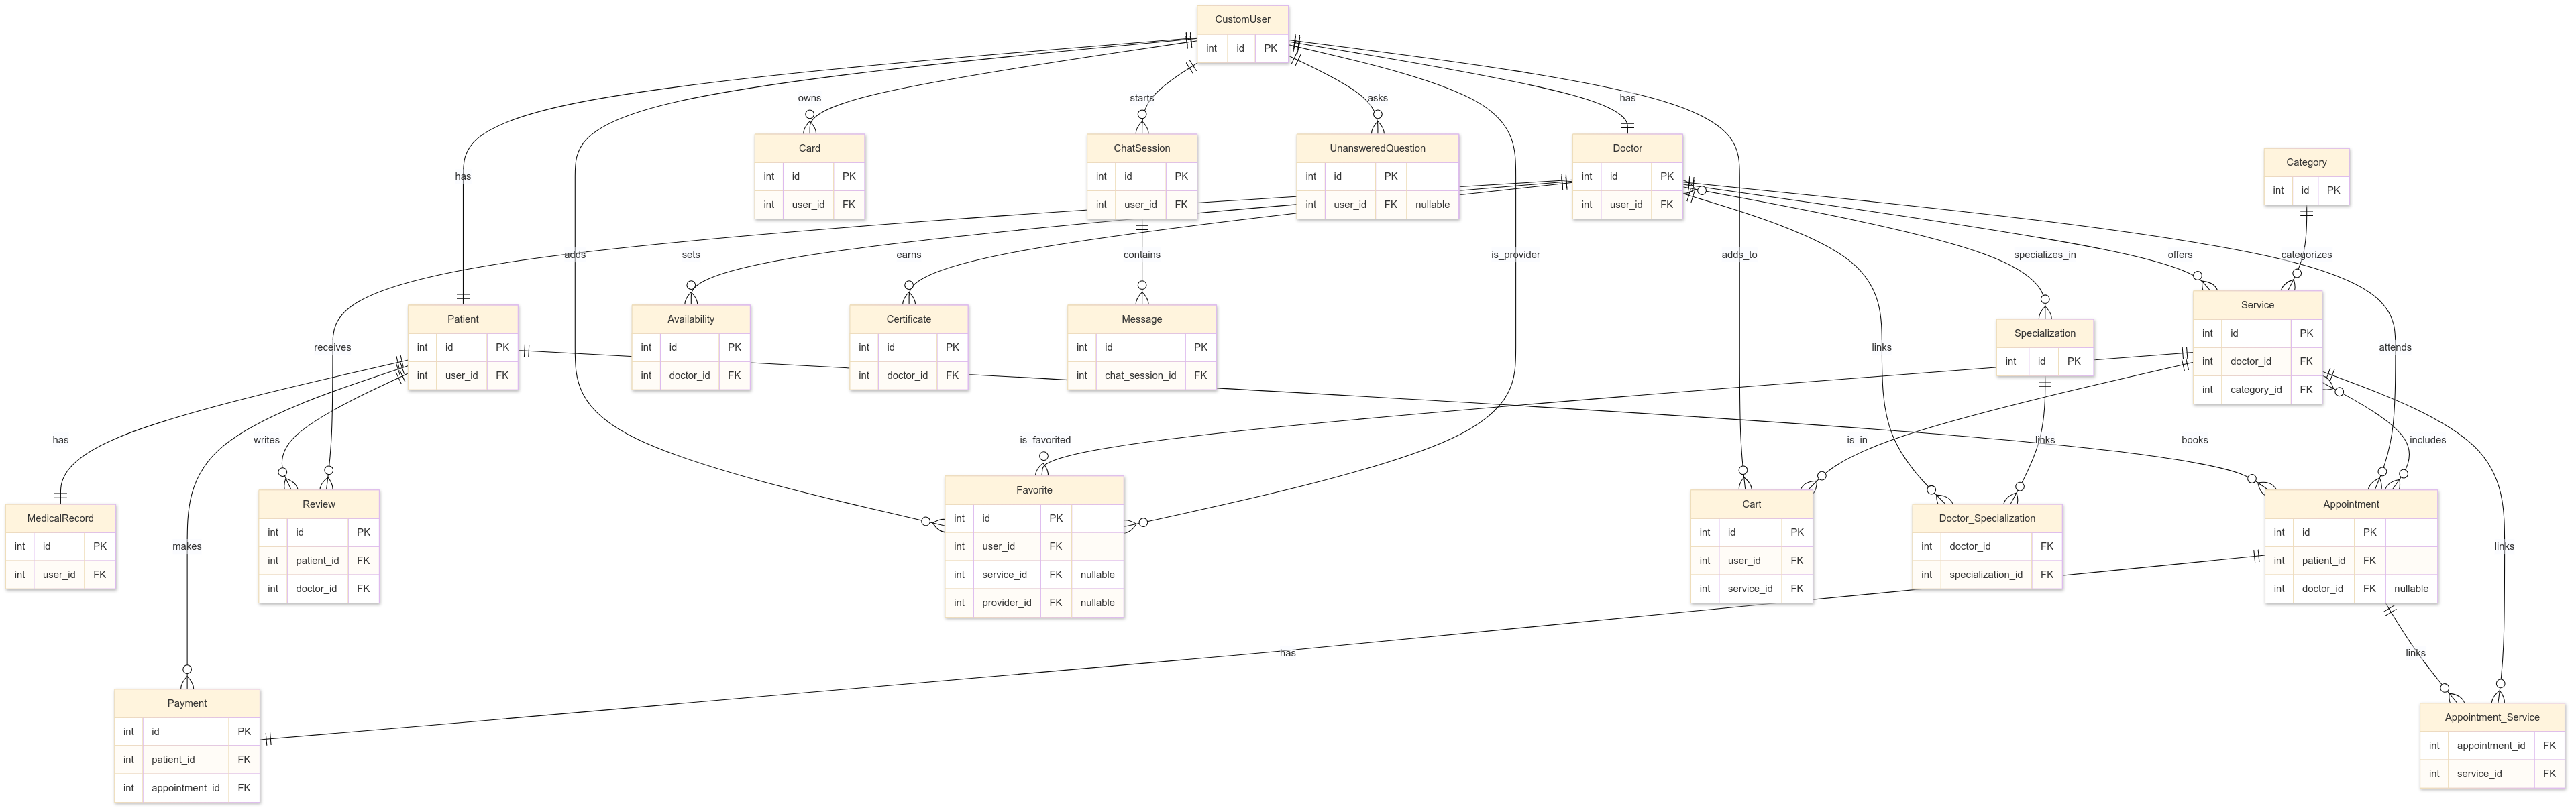 CustomUser
int id PK
owns
starts
asks
has
Card
int id PK
int user_id FK
ChatSession
int id PK
int user_id FK
UnansweredQuestion
int id PK
int user_id FK nullable
Doctor
int id PK
int user_id FK
Category
int id PK
has
adds
sets
earns
contains
is_provider
adds_to
specializes_in
offers
categorizes
Patient
int id PK
int user_id FK
receives
Availability
int id PK
int doctor_id FK
Certificate
int id PK
int doctor_id FK
Message
int id PK
int chat_session_id FK
links
Specialization
int id PK
Service
int id PK
int doctor_id FK
int category_id FK
attends
has
writes
is_favorited
is_in
links
books
includes
MedicalRecord
int id PK
int user_id FK
makes
Review
int id PK
int patient_id FK
int doctor_id FK
Favorite
int id PK
int user_id FK
int service_id FK nullable
int provider_id FK nullable
Cart
int id PK
int user_id FK
int service_id FK
Doctor_Specialization
int doctor_id FK
int specialization_id FK
Appointment
int id PK
int patient_id FK
int doctor_id FK nullable
links
has
links
Payment
int id PK
int patient_id FK
int appointment_id FK
Appointment_Service
int appointment_id FK
int service_id FK